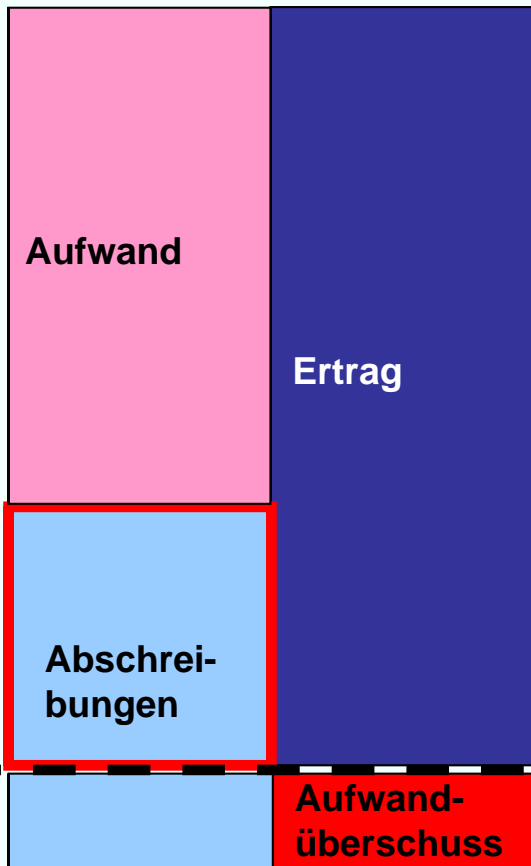 Aufwand
Ertrag
Abschrei-
bungen
Aufwand-
überschuss